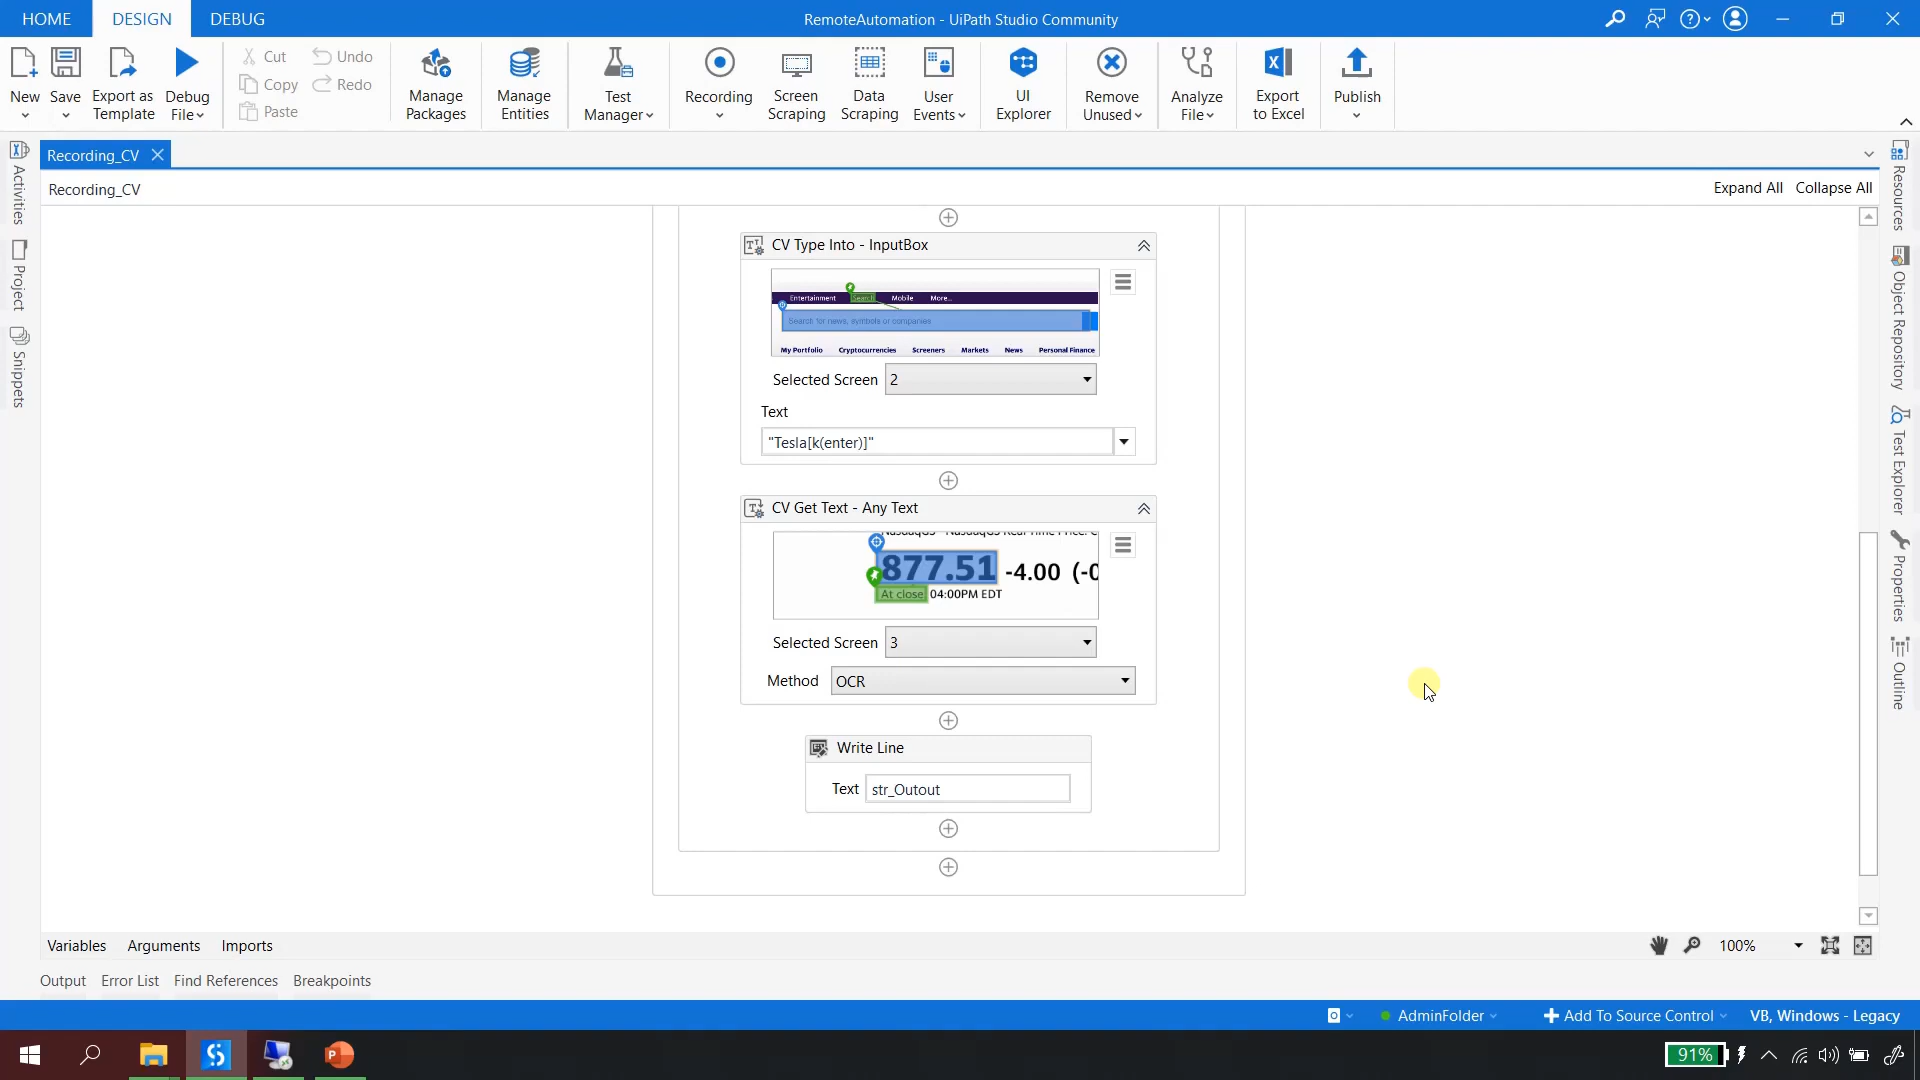 HOME DESIGN DEBUG RemoteAutomation - UiPath Studio Community
New Save Export as Template Debug File Cut Copy Paste Undo Redo Manage Packages Manage Entities Test Manager Recording Screen Scraping Data Scraping User Events UI Explorer Remove Unused Analyze File Export to Excel Publish
Recording_CV
Recording_CV Expand All Collapse All
Activities
Project
Snippets
CV Type Into - InputBox
Entertainment Search Mobile More...
Search for news, symbols or companies
My Portfolio Cryptocurrencies Screeners Markets News Personal Finance
Selected Screen 2
Text
"Tesla[k(enter)]"
CV Get Text - Any Text
NasdaqGS - NasdaqGS Real Time Price. C
877.51 -4.00 (-0
At close 04:00PM EDT
Selected Screen 3
Method OCR
Write Line
Text str_Outout
Resources
Object Repository
Test Explorer
Properties
Outline
Variables Arguments Imports 100%
Output Error List Find References Breakpoints
AdminFolder Add To Source Control VB, Windows - Legacy
91%